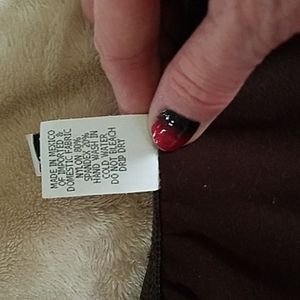 MADE IN MEXICO
OF IMPORTED &
DOMESTIC FABRIC
NYLON 80%
SPANDEX 20%
HAND WASH IN
COLD WATER
DO NOT BLEACH
DRIP DRY